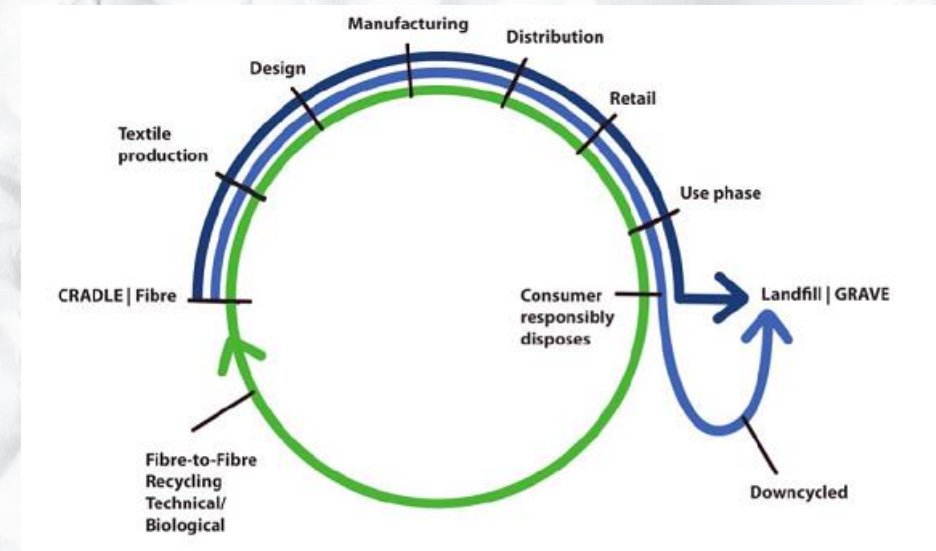 Manufacturing
Distribution
Design
Retail
Textile
production
Use phase
CRADLE | Fibre
Consumer
responsibly
disposes
Landfill | GRAVE
Fibre-to-Fibre
Recycling
Technical/
Biological
Downcycled